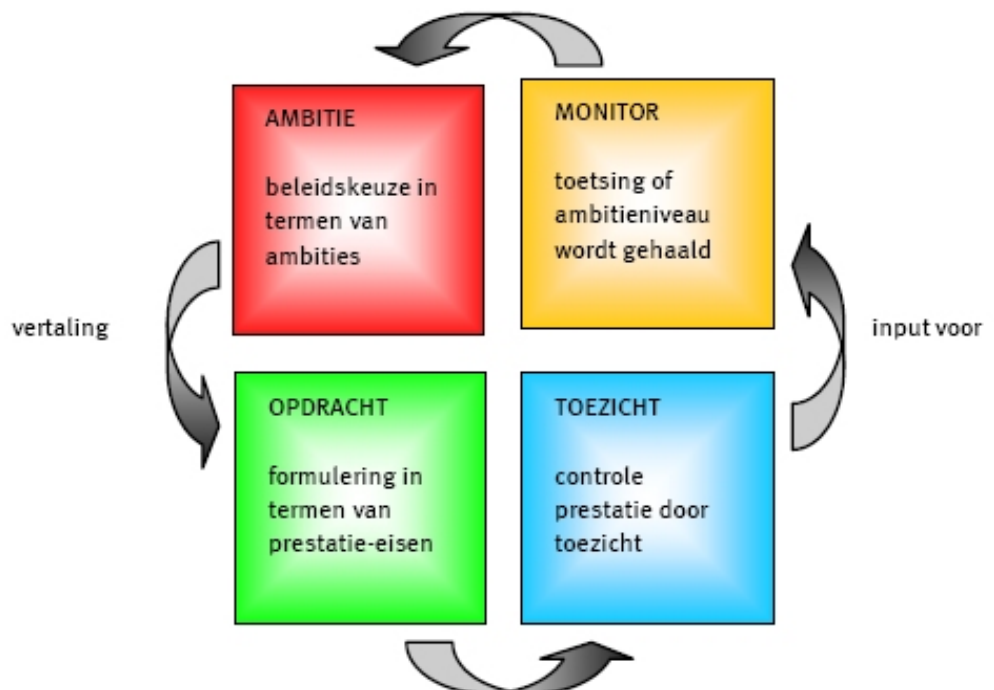 AMBITIE
beleidskeuze in
termen van
ambities
MONITOR
toetsing of
ambitieniveau
wordt gehaald
vertaling
input voor
OPDRACHT
formulering in
termen van
prestatie-eisen
TOEZICHT
controle
prestatie door
toezicht